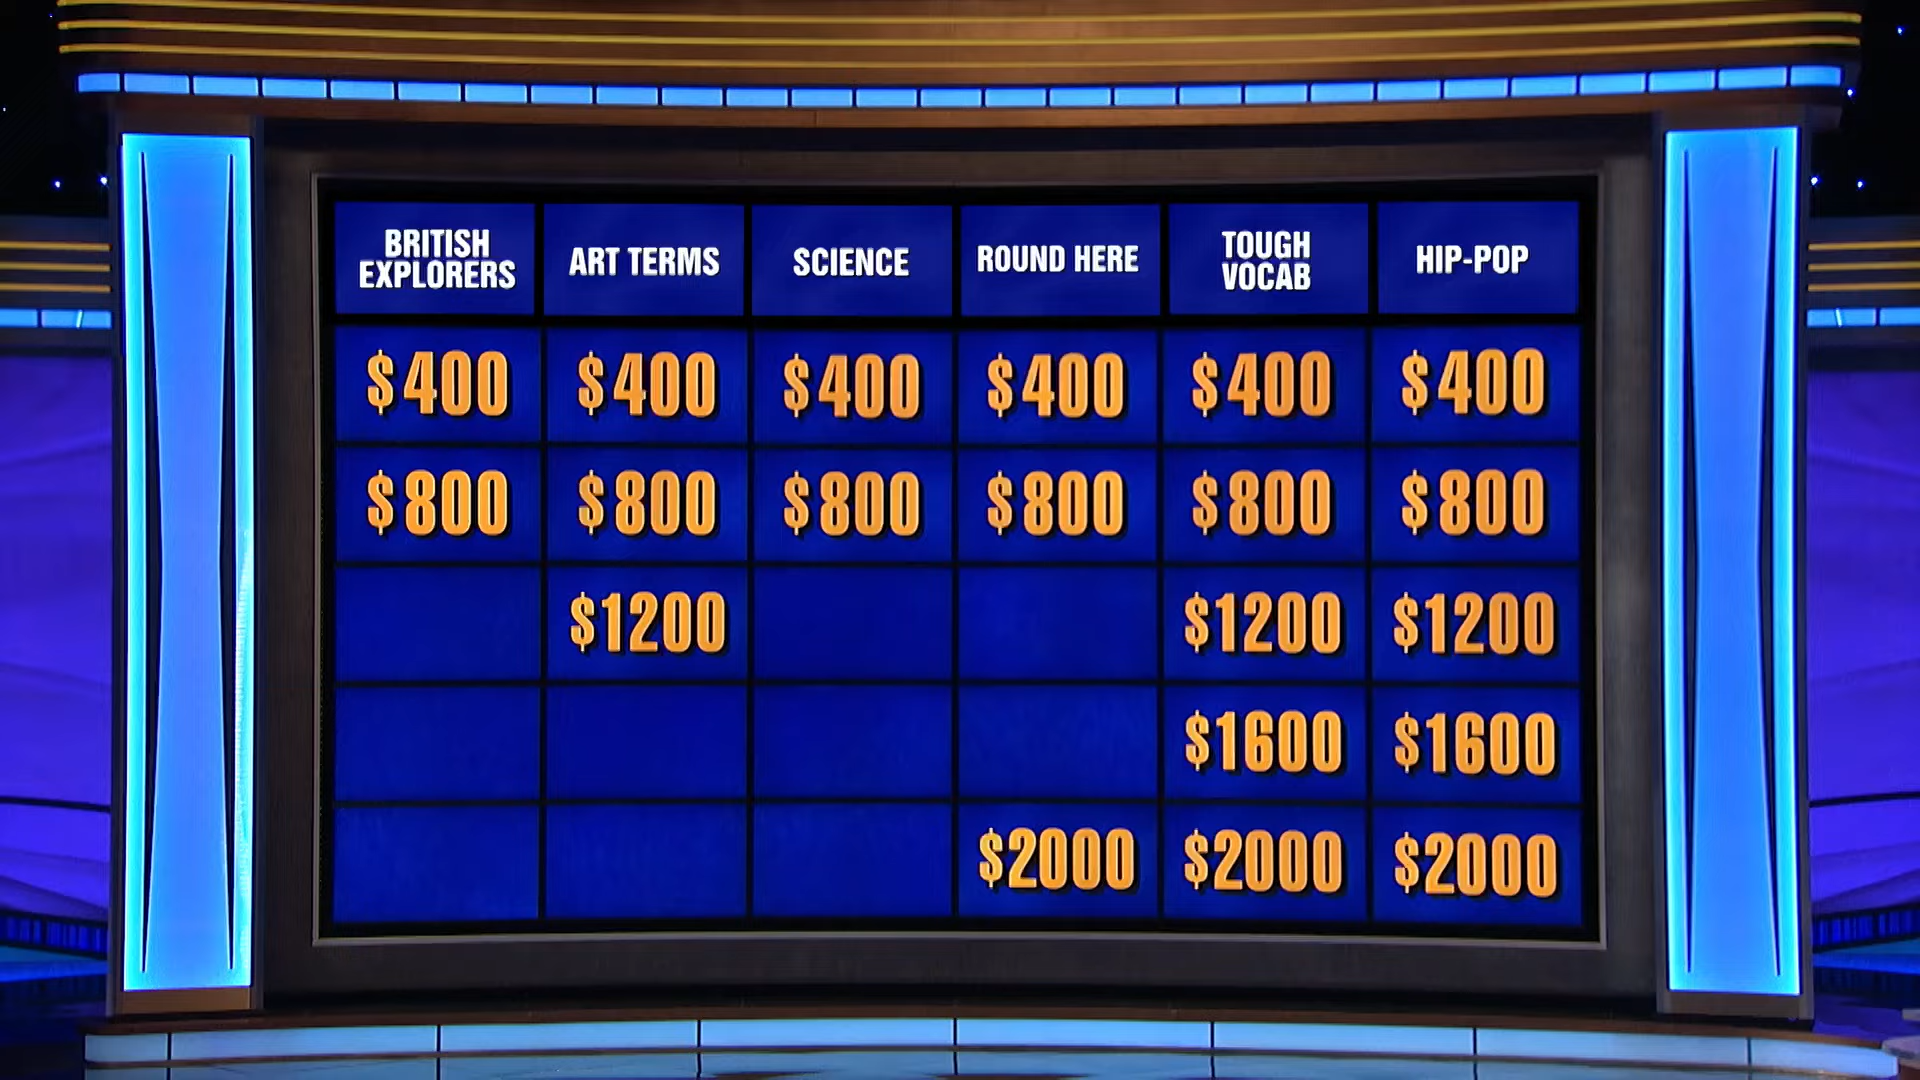 BRITISH
EXPLORERS
ART TERMS
SCIENCE
ROUND HERE
TOUGH
VOCAB
HIP-POP
$400 $400 $400 $400 $400 $400
$800 $800 $800 $800 $800 $800
$1200 $1200 $1200
$1600 $1600
$2000 $2000 $2000